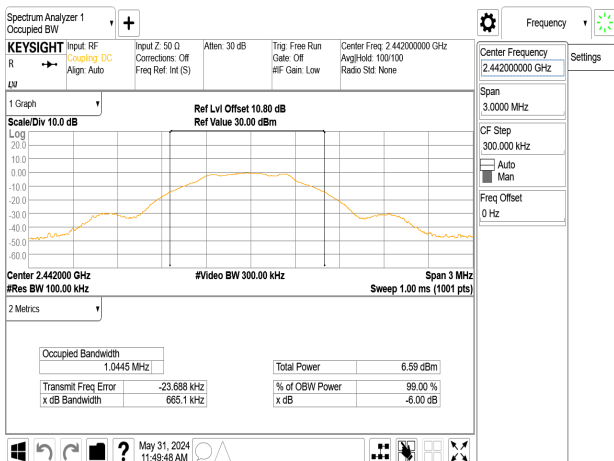 Spectrum Analyzer 1
Occupied BW
Frequency
KEYSIGHT
R
LXI
Input: RF
Coupling: DC
Align: Auto
Input Z: 50 Ω
Corrections: Off
Freq Ref: Int (S)
Atten: 30 dB
Trig: Free Run
Gate: Off
#IF Gain: Low
Center Freq: 2.442000000 GHz
Avg|Hold: 100/100
Radio Std: None
Center Frequency
2.442000000 GHz
Settings
Span
3.0000 MHz
CF Step
300.000 kHz
Auto
Man
Freq Offset
0 Hz
1 Graph
Scale/Div 10.0 dB
Ref Lvl Offset 10.80 dB
Ref Value 30.00 dBm
Log
20.0
10.0
0.00
-10.0
-20.0
-30.0
-40.0
-50.0
-60.0
Center 2.442000 GHz
#Video BW 300.00 kHz
Span 3 MHz
#Res BW 100.00 kHz
Sweep 1.00 ms (1001 pts)
2 Metrics
Occupied Bandwidth
1.0445 MHz
Total Power 6.59 dBm
Transmit Freq Error -23.688 kHz
% of OBW Power 99.00 %
x dB Bandwidth 665.1 kHz
x dB -6.00 dB
?
May 31, 2024
11:49:48 AM